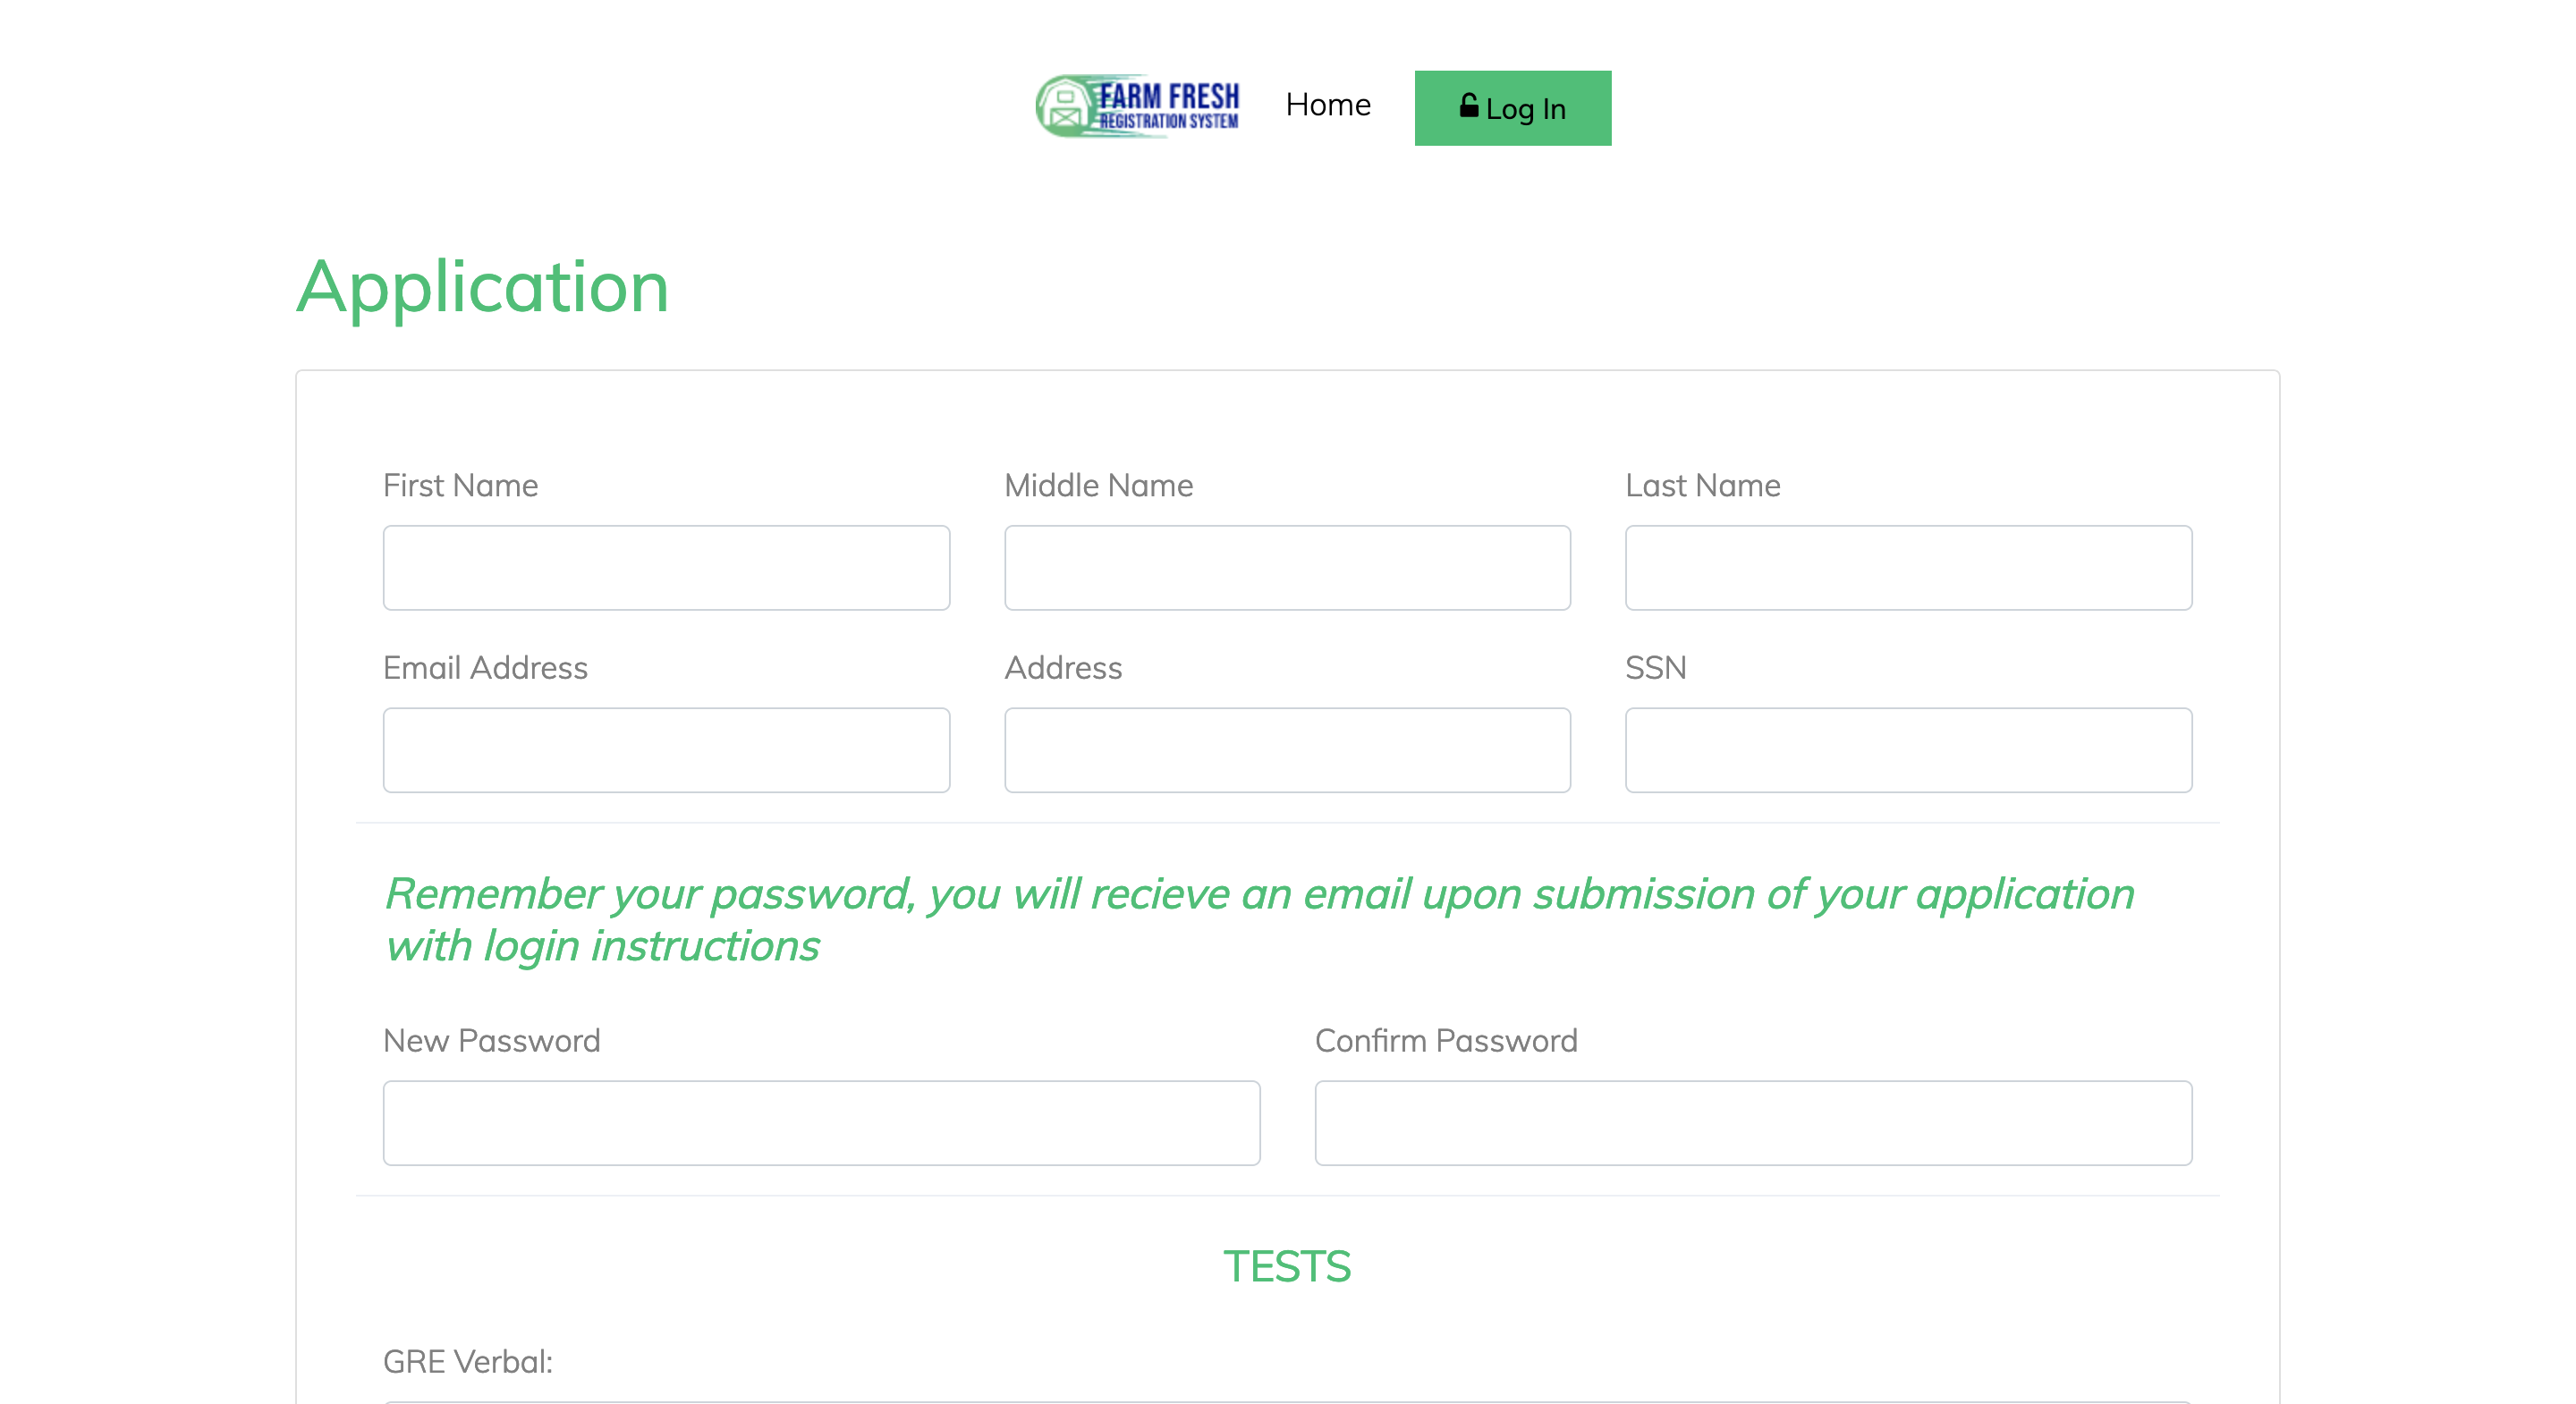 FARM FRESH
REGISTRATION SYSTEM
Home
Log In
Application
First Name
Middle Name
Last Name
Email Address
Address
SSN
Remember your password, you will recieve an email upon submission of your application
with login instructions
New Password
Confirm Password
TESTS
GRE Verbal: